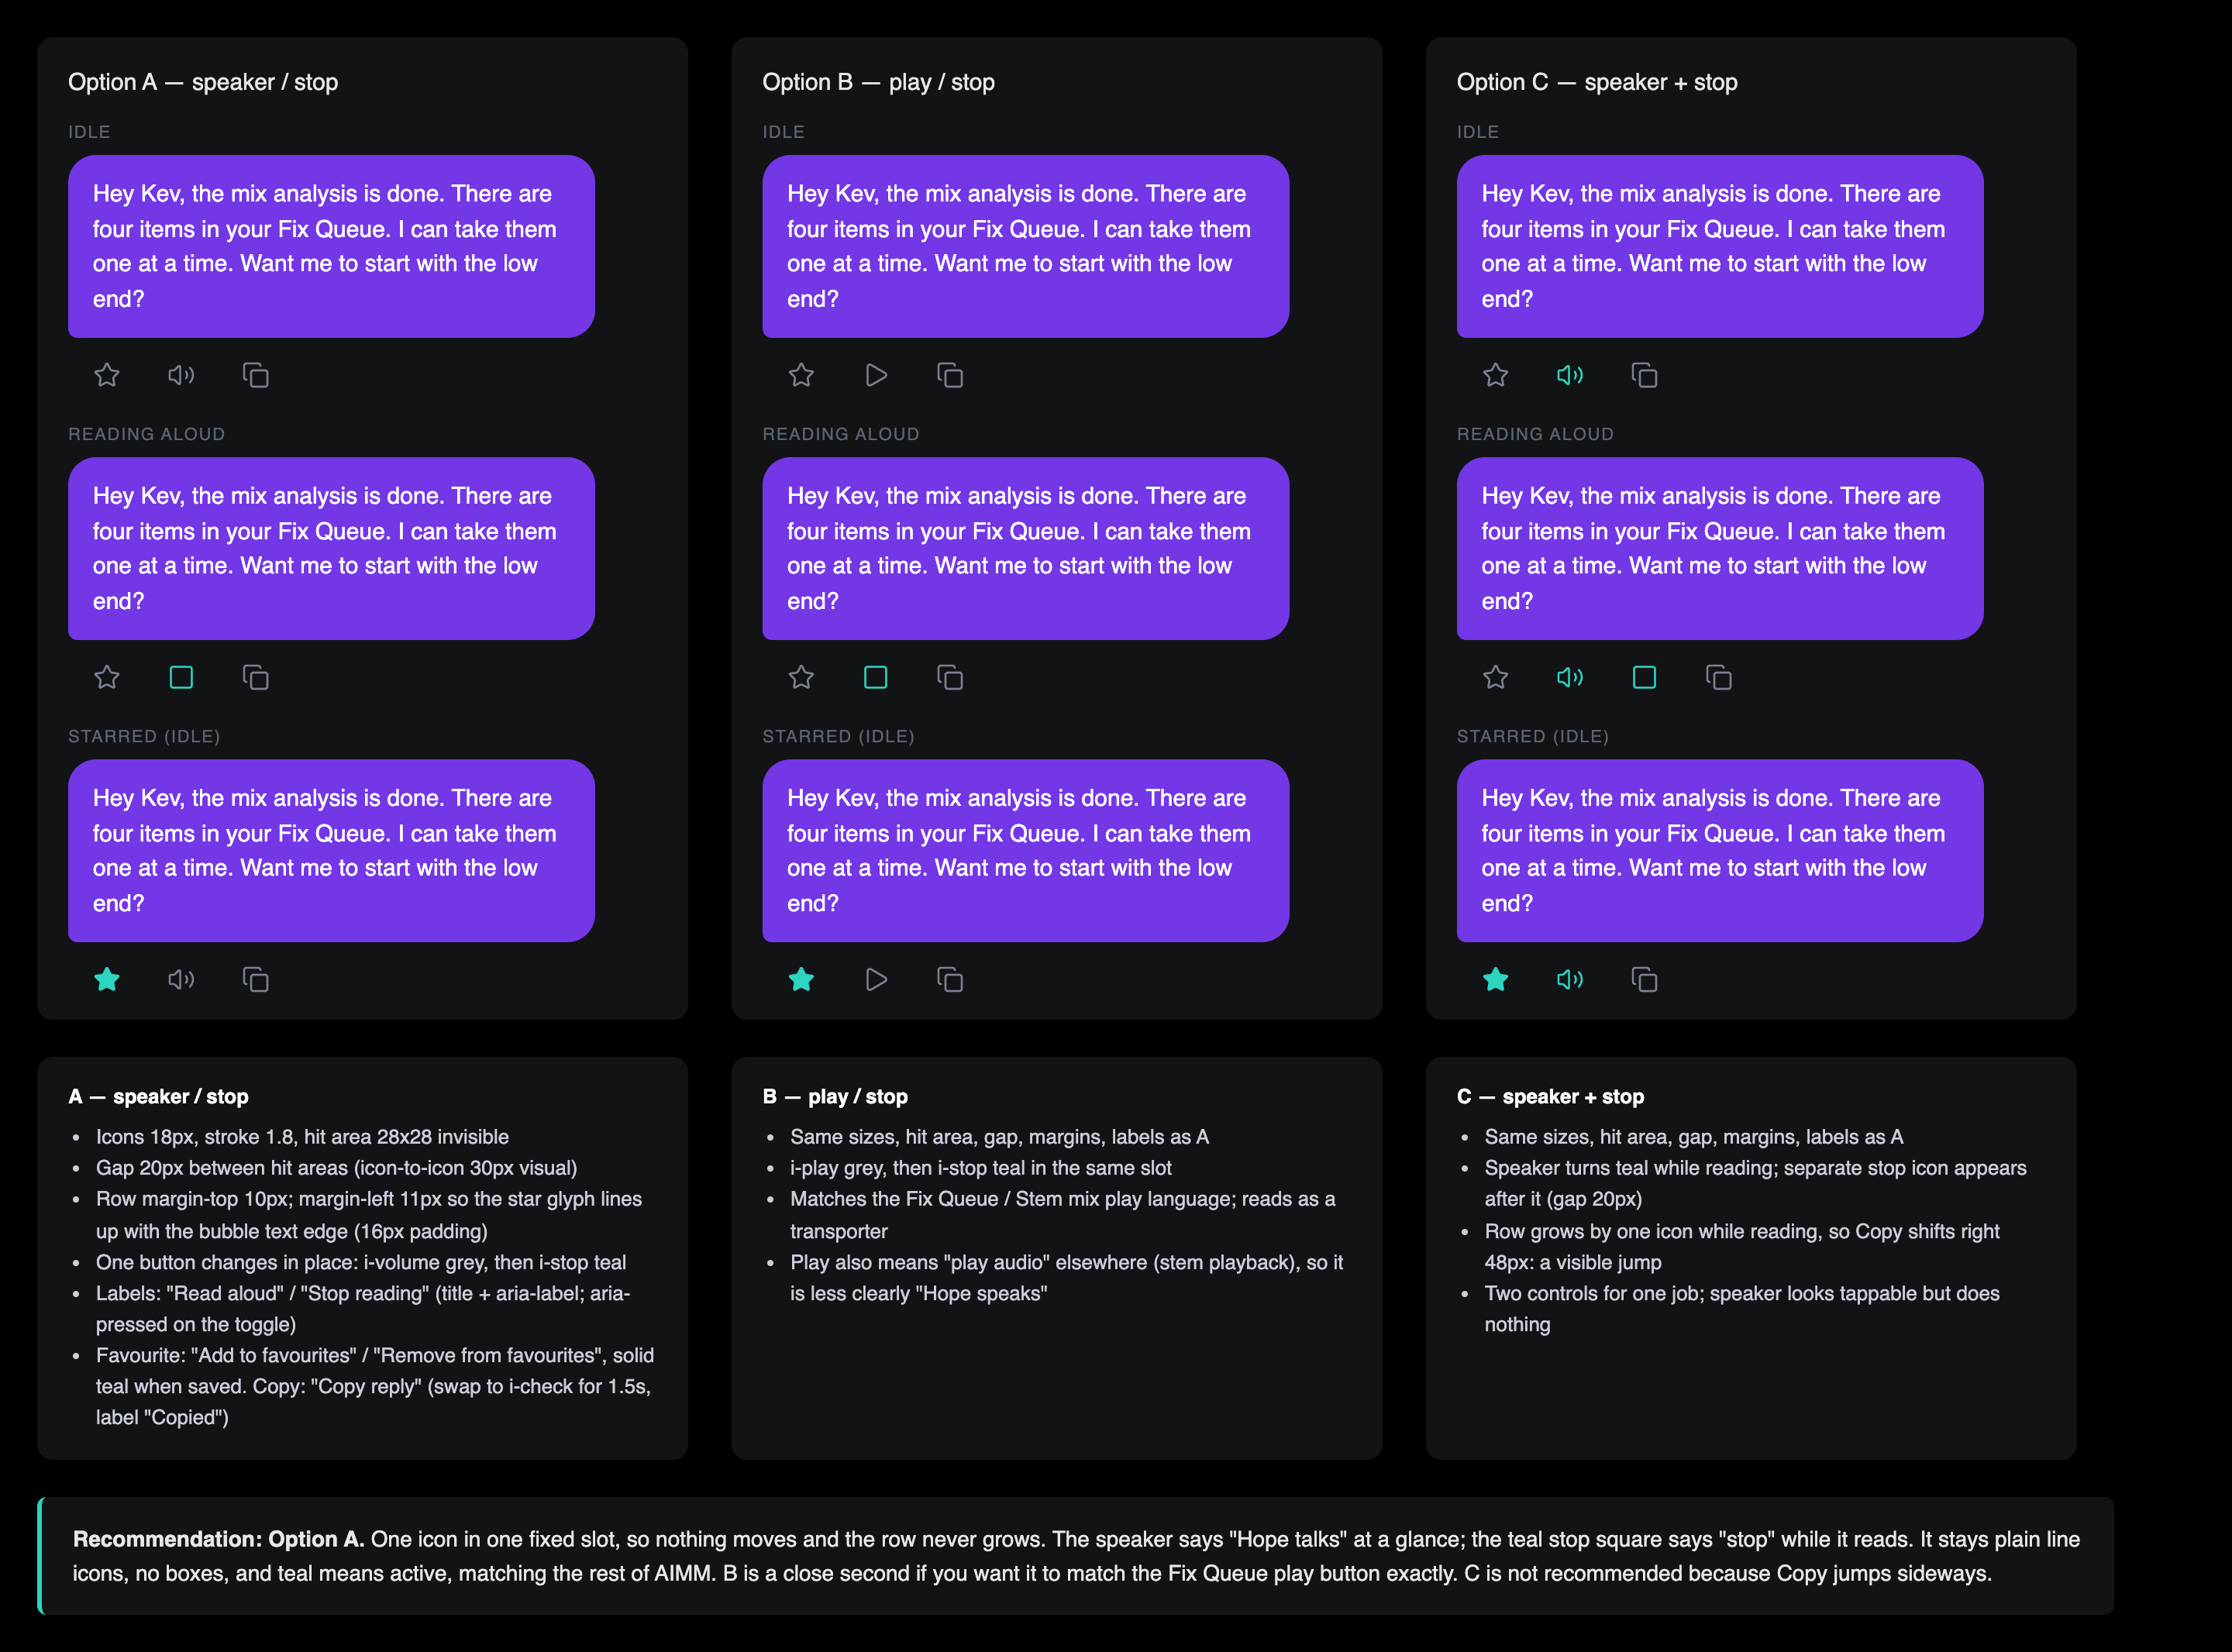 Option A — speaker / stop
IDLE
Hey Kev, the mix analysis is done. There are
four items in your Fix Queue. I can take them
one at a time. Want me to start with the low
end?
READING ALOUD
Hey Kev, the mix analysis is done. There are
four items in your Fix Queue. I can take them
one at a time. Want me to start with the low
end?
STARRED (IDLE)
Hey Kev, the mix analysis is done. There are
four items in your Fix Queue. I can take them
one at a time. Want me to start with the low
end?
Option B — play / stop
IDLE
Hey Kev, the mix analysis is done. There are
four items in your Fix Queue. I can take them
one at a time. Want me to start with the low
end?
READING ALOUD
Hey Kev, the mix analysis is done. There are
four items in your Fix Queue. I can take them
one at a time. Want me to start with the low
end?
STARRED (IDLE)
Hey Kev, the mix analysis is done. There are
four items in your Fix Queue. I can take them
one at a time. Want me to start with the low
end?
Option C — speaker + stop
IDLE
Hey Kev, the mix analysis is done. There are
four items in your Fix Queue. I can take them
one at a time. Want me to start with the low
end?
READING ALOUD
Hey Kev, the mix analysis is done. There are
four items in your Fix Queue. I can take them
one at a time. Want me to start with the low
end?
STARRED (IDLE)
Hey Kev, the mix analysis is done. There are
four items in your Fix Queue. I can take them
one at a time. Want me to start with the low
end?
A — speaker / stop
• Icons 18px, stroke 1.8, hit area 28x28 invisible
• Gap 20px between hit areas (icon-to-icon 30px visual)
• Row margin-top 10px; margin-left 11px so the star glyph lines
up with the bubble text edge (16px padding)
• One button changes in place: i-volume grey, then i-stop teal
• Labels: "Read aloud" / "Stop reading" (title + aria-label; aria-
pressed on the toggle)
• Favourite: "Add to favourites" / "Remove from favourites", solid
teal when saved. Copy: "Copy reply" (swap to i-check for 1.5s,
label "Copied")
B — play / stop
• Same sizes, hit area, gap, margins, labels as A
• i-play grey, then i-stop teal in the same slot
• Matches the Fix Queue / Stem mix play language; reads as a
transporter
• Play also means "play audio" elsewhere (stem playback), so it
is less clearly "Hope speaks"
C — speaker + stop
• Same sizes, hit area, gap, margins, labels as A
• Speaker turns teal while reading; separate stop icon appears
after it (gap 20px)
• Row grows by one icon while reading, so Copy shifts right
48px: a visible jump
• Two controls for one job; speaker looks tappable but does
nothing
Recommendation: Option A. One icon in one fixed slot, so nothing moves and the row never grows. The speaker says "Hope talks" at a glance; the teal stop square says "stop" while it reads. It stays plain line
icons, no boxes, and teal means active, matching the rest of AIMM. B is a close second if you want it to match the Fix Queue play button exactly. C is not recommended because Copy jumps sideways.